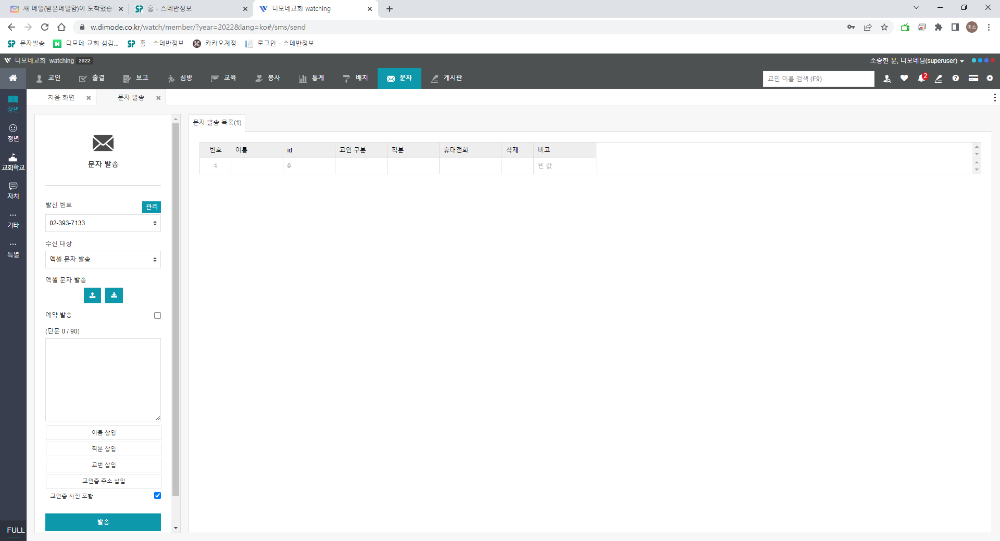 새 메일(받은메일함)이 도착했습
홈 - 스데반정보
디모데교회 watching
w.dimode.co.kr/watch/member/?year=2022&lang=ko#/sms/send
미소
문자발송
디모데 교회 섬김...
홈 - 스데반정보
카카오계정
로그인 - 스데반정보
디모데교회 watching 2022
소중한 분, 디모데님(superuser)
교인
출결
보고
심방
교육
봉사
통계
배치
문자
게시판
교인 이름 검색 (F9)
2
처음 화면
문자 발송
장년
청년
교회학교
자치
기타
특별
FULL
문자 발송
발신 번호
관리
02-393-7133
수신 대상
엑셀 문자 발송
엑셀 문자 발송
예약 발송
(단문 0 / 90)
이름 삽입
직분 삽입
교번 삽입
교인증 주소 삽입
교인증 사진 포함
발송
문자 발송 목록(1)
번호 이름 id 교인 구분 직분 휴대전화 삭제 비고
1 0 빈 값